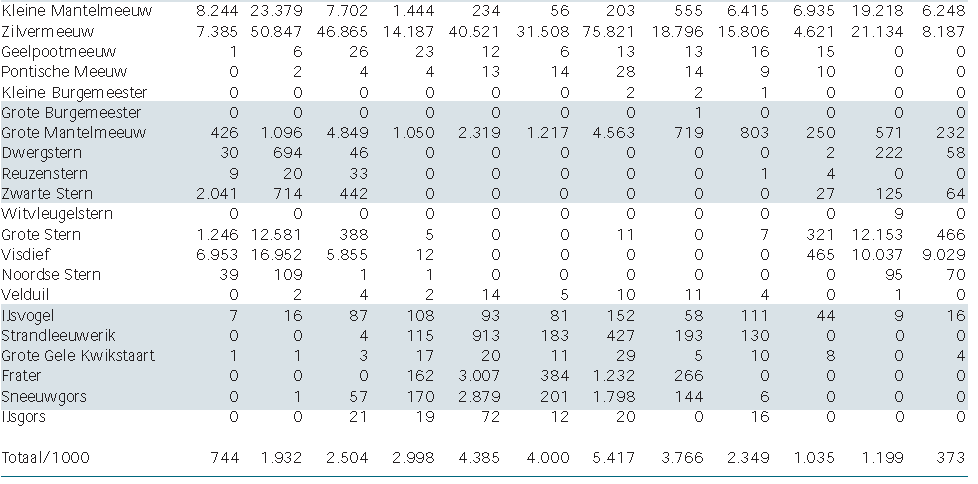 Kleine Mantelmeeuw 8.244 23.379 7.702 1.444 234 56 203 555 6.415 6.935 19.218 6.248
Zilvermeeuw 7.385 50.847 46.865 14.187 40.521 31.508 75.821 18.796 15.806 4.621 21.134 8.187
Geelpootmeeuw 1 6 26 23 12 6 13 13 16 15 0 0
Pontische Meeuw 0 2 4 4 13 14 28 14 9 10 0 0
Kleine Burgemeester 0 0 0 0 0 0 2 2 1 0 0 0
Grote Burgemeester 0 0 0 0 0 0 0 1 0 0 0 0
Grote Mantelmeeuw 426 1.096 4.849 1.050 2.319 1.217 4.563 719 803 250 571 232
Dwergstern 30 694 46 0 0 0 0 0 0 2 222 58
Reuzenstern 9 20 33 0 0 0 0 0 1 4 0 0
Zwarte Stern 2.041 714 442 0 0 0 0 0 0 27 125 64
Witvleugelstern 0 0 0 0 0 0 0 0 0 0 9 0
Grote Stern 1.246 12.581 388 5 0 0 11 0 7 321 12.153 466
Visdief 6.953 16.952 5.855 12 0 0 0 0 0 465 10.037 9.029
Noordse Stern 39 109 1 1 0 0 0 0 0 0 95 70
Velduil 0 2 4 2 14 5 10 11 4 0 1 0
IJsvogel 7 16 87 108 93 81 152 58 111 44 9 16
Strandleeuwerik 0 0 4 115 913 183 427 193 130 0 0 0
Grote Gele Kwikstaart 1 1 3 17 20 11 29 5 10 8 0 4
Frater 0 0 0 162 3.007 384 1.232 266 0 0 0 0
Sneeuwgors 0 1 57 170 2.879 201 1.798 144 6 0 0 0
IJsgors 0 0 21 19 72 12 20 0 16 0 0 0
Totaal/1000 744 1.932 2.504 2.998 4.385 4.000 5.417 3.766 2.349 1.035 1.199 373